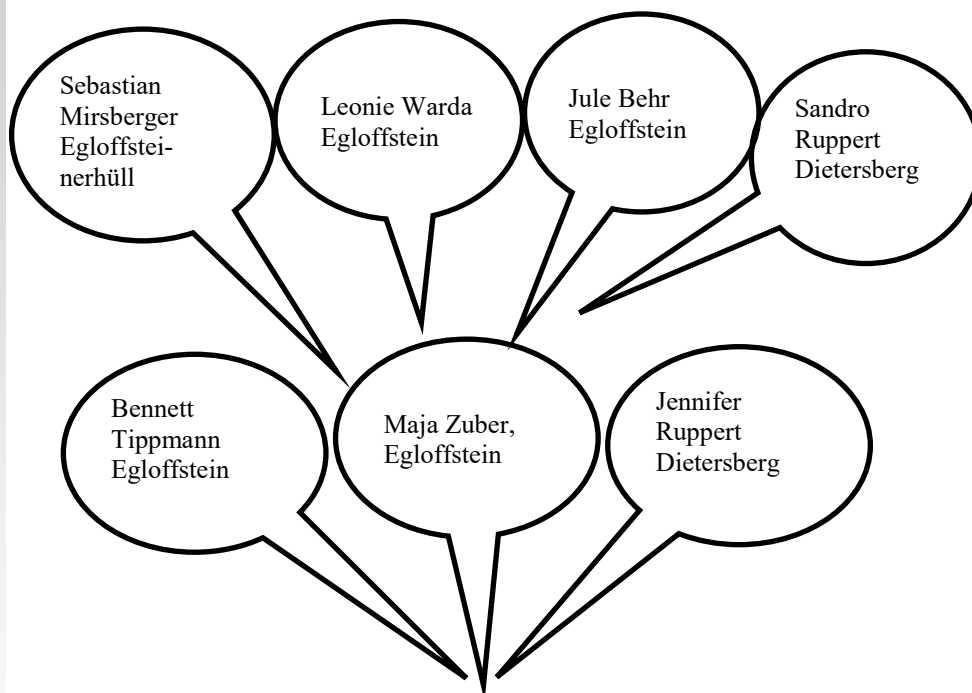 Sebastian
Mirsberger
Egloffstei-
nerhüll
Leonie Warda
Egloffstein
Jule Behr
Egloffstein
Sandro
Ruppert
Dietersberg
Bennett
Tippmann
Egloffstein
Maja Zuber,
Egloffstein
Jennifer
Ruppert
Dietersberg